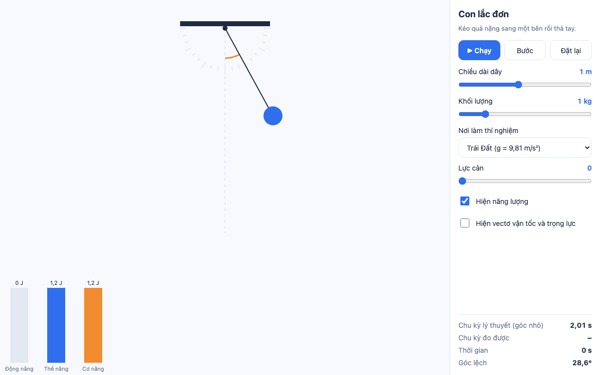 Con lắc đơn
Kéo quả nặng sang một bên rồi thả tay.
Chạy
Bước
Đặt lại
Chiều dài dây 1 m
Khối lượng 1 kg
Nơi làm thí nghiệm
Trái Đất (g = 9,81 m/s²)
Lực cản 0
Hiện năng lượng
Hiện vectơ vận tốc và trọng lực
0 J 1,2 J 1,2 J
Động năng Thế năng Cơ năng
Chu kỳ lý thuyết (góc nhỏ) 2,01 s
Chu kỳ đo được –
Thời gian 0 s
Góc lệch 28,6°